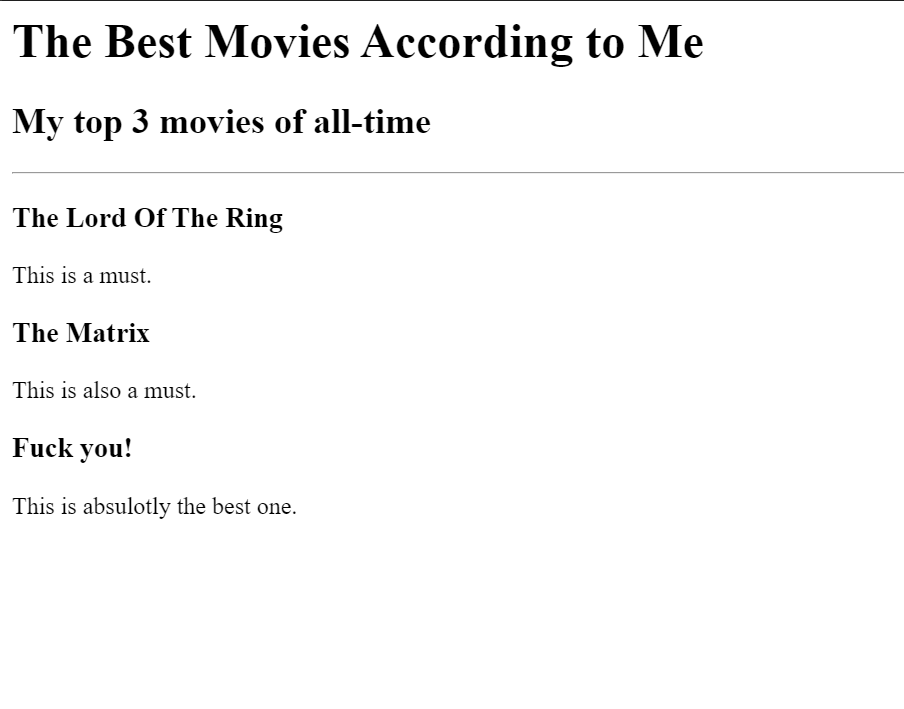 The Best Movies According to Me
My top 3 movies of all-time
The Lord Of The Ring
This is a must.
The Matrix
This is also a must.
Fuck you!
This is absulotly the best one.